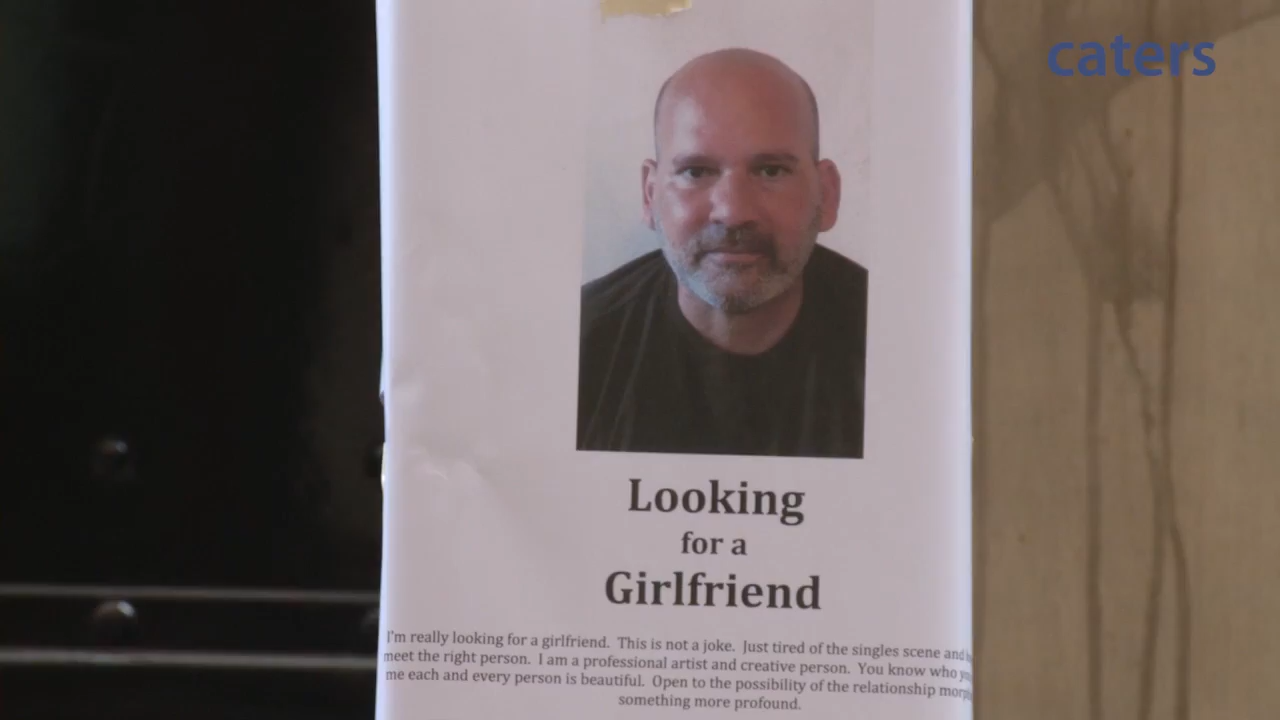 caters
Looking
for a
Girlfriend
I'm really looking for a girlfriend. This is not a joke. Just tired of the singles scene and
meet the right person. I am a professional artist and creative person. You know who
me each and every person is beautiful. Open to the possibility of the relationship
something more profound.